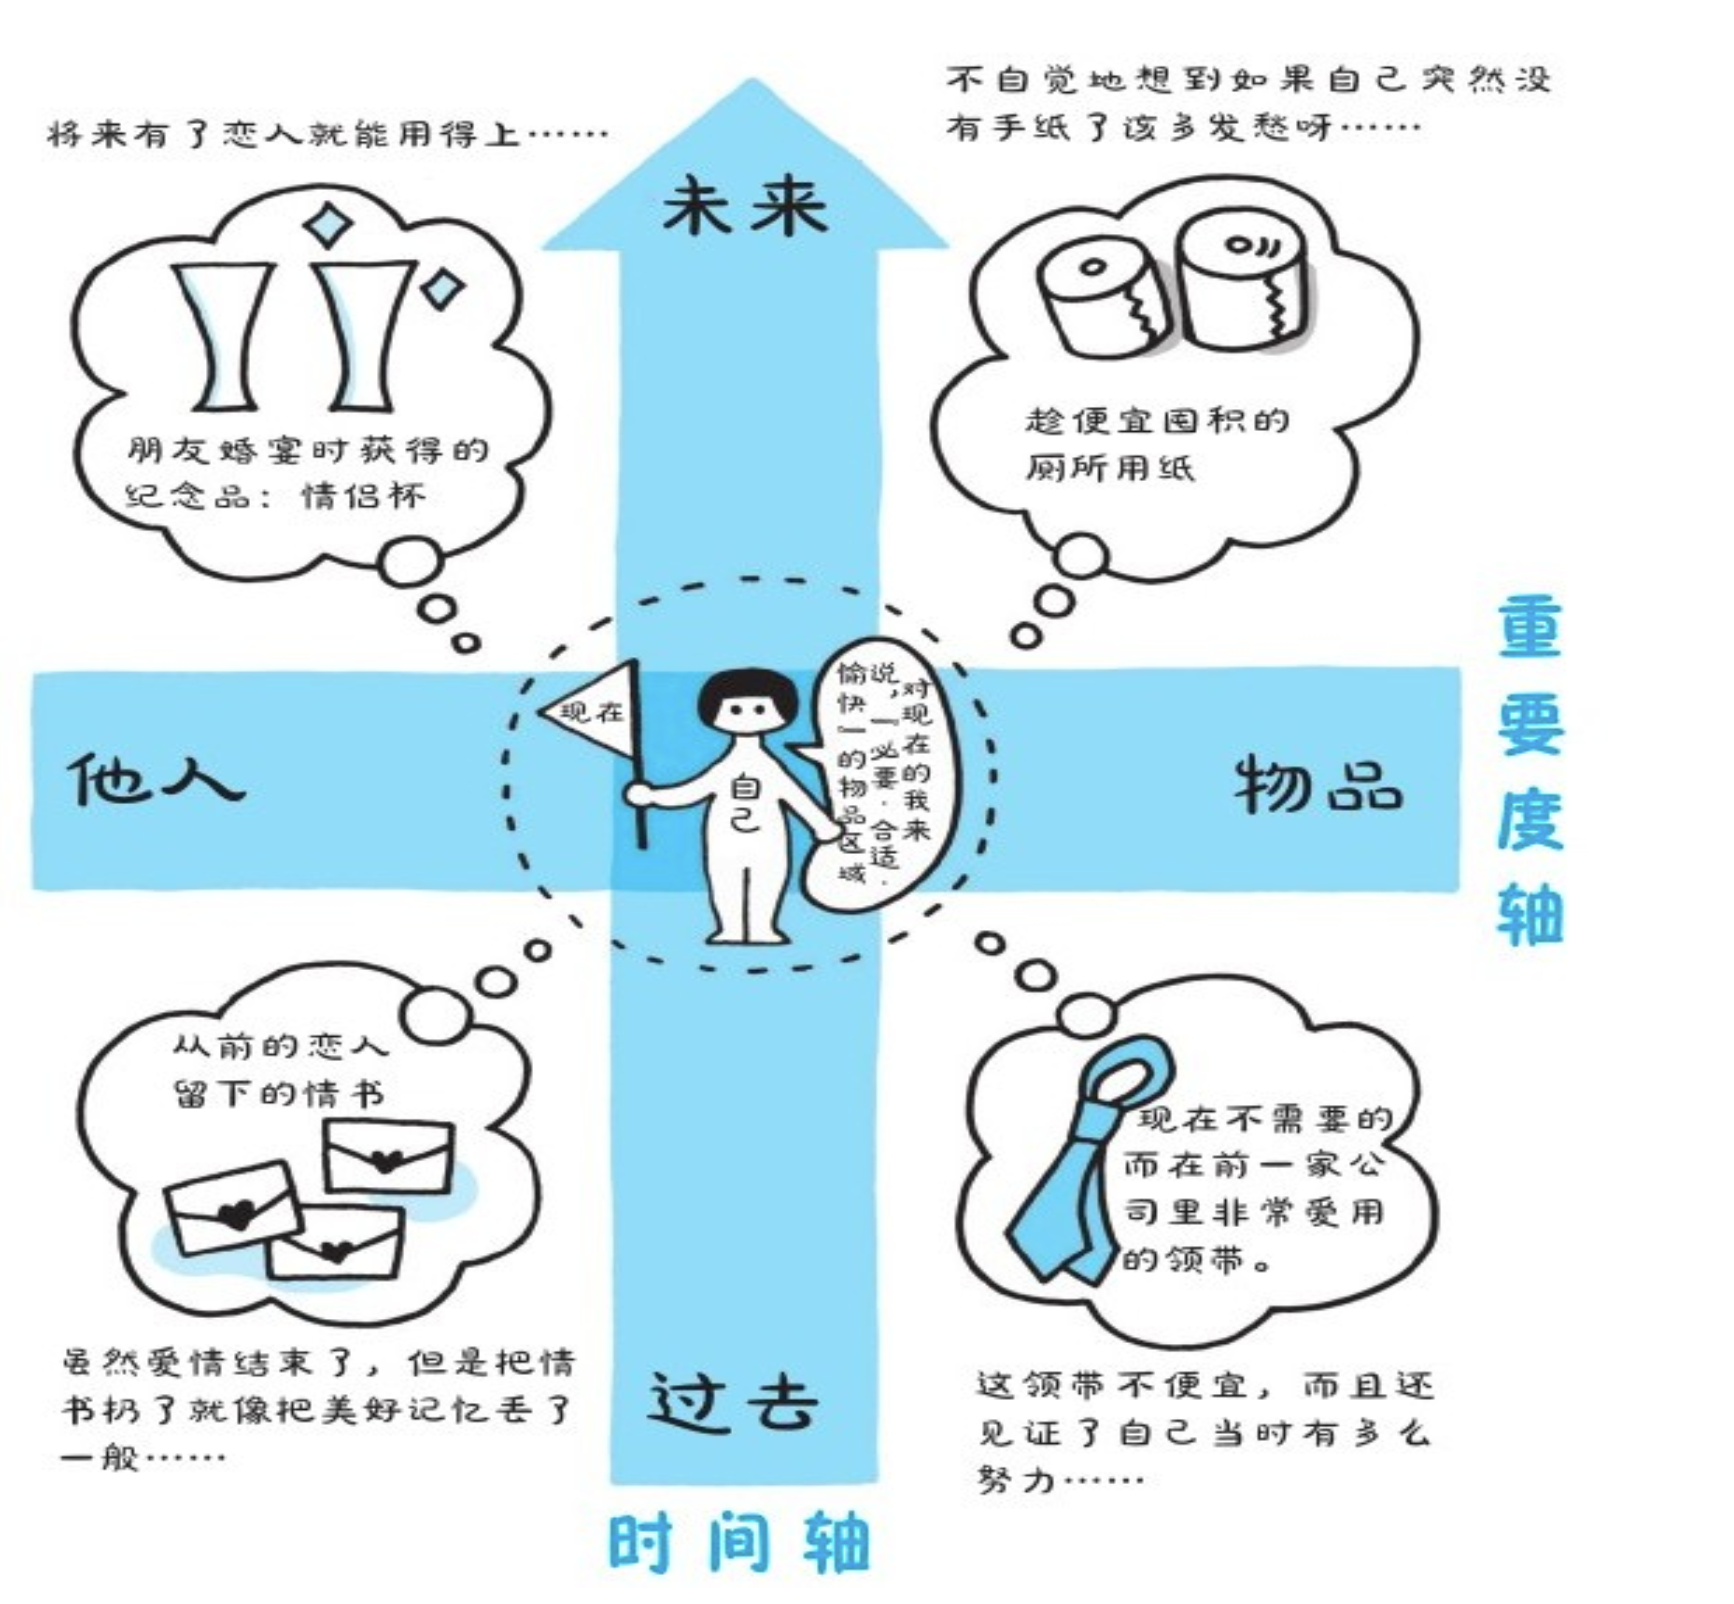 不自觉地想到如果自己突然没
有手纸了该多发愁呀……
将来有了恋人就能用得上……
未来
朋友婚宴时获得的
纪念品：情侣杯
趁便宜囤积的
厕所用纸
重要度轴
他人
现在
自己
对现在的我来
说，「必要·合适·
愉快」的物品区域
物品
从前的恋人
留下的情书
现在不需要的
而在前一家公
司里非常爱用
的领带。
虽然爱情结束了，但是把情
书扔了就像把美好记忆丢了
一般……
过去
这领带不便宜，而且还
见证了自己当时有多么
努力……
时间轴